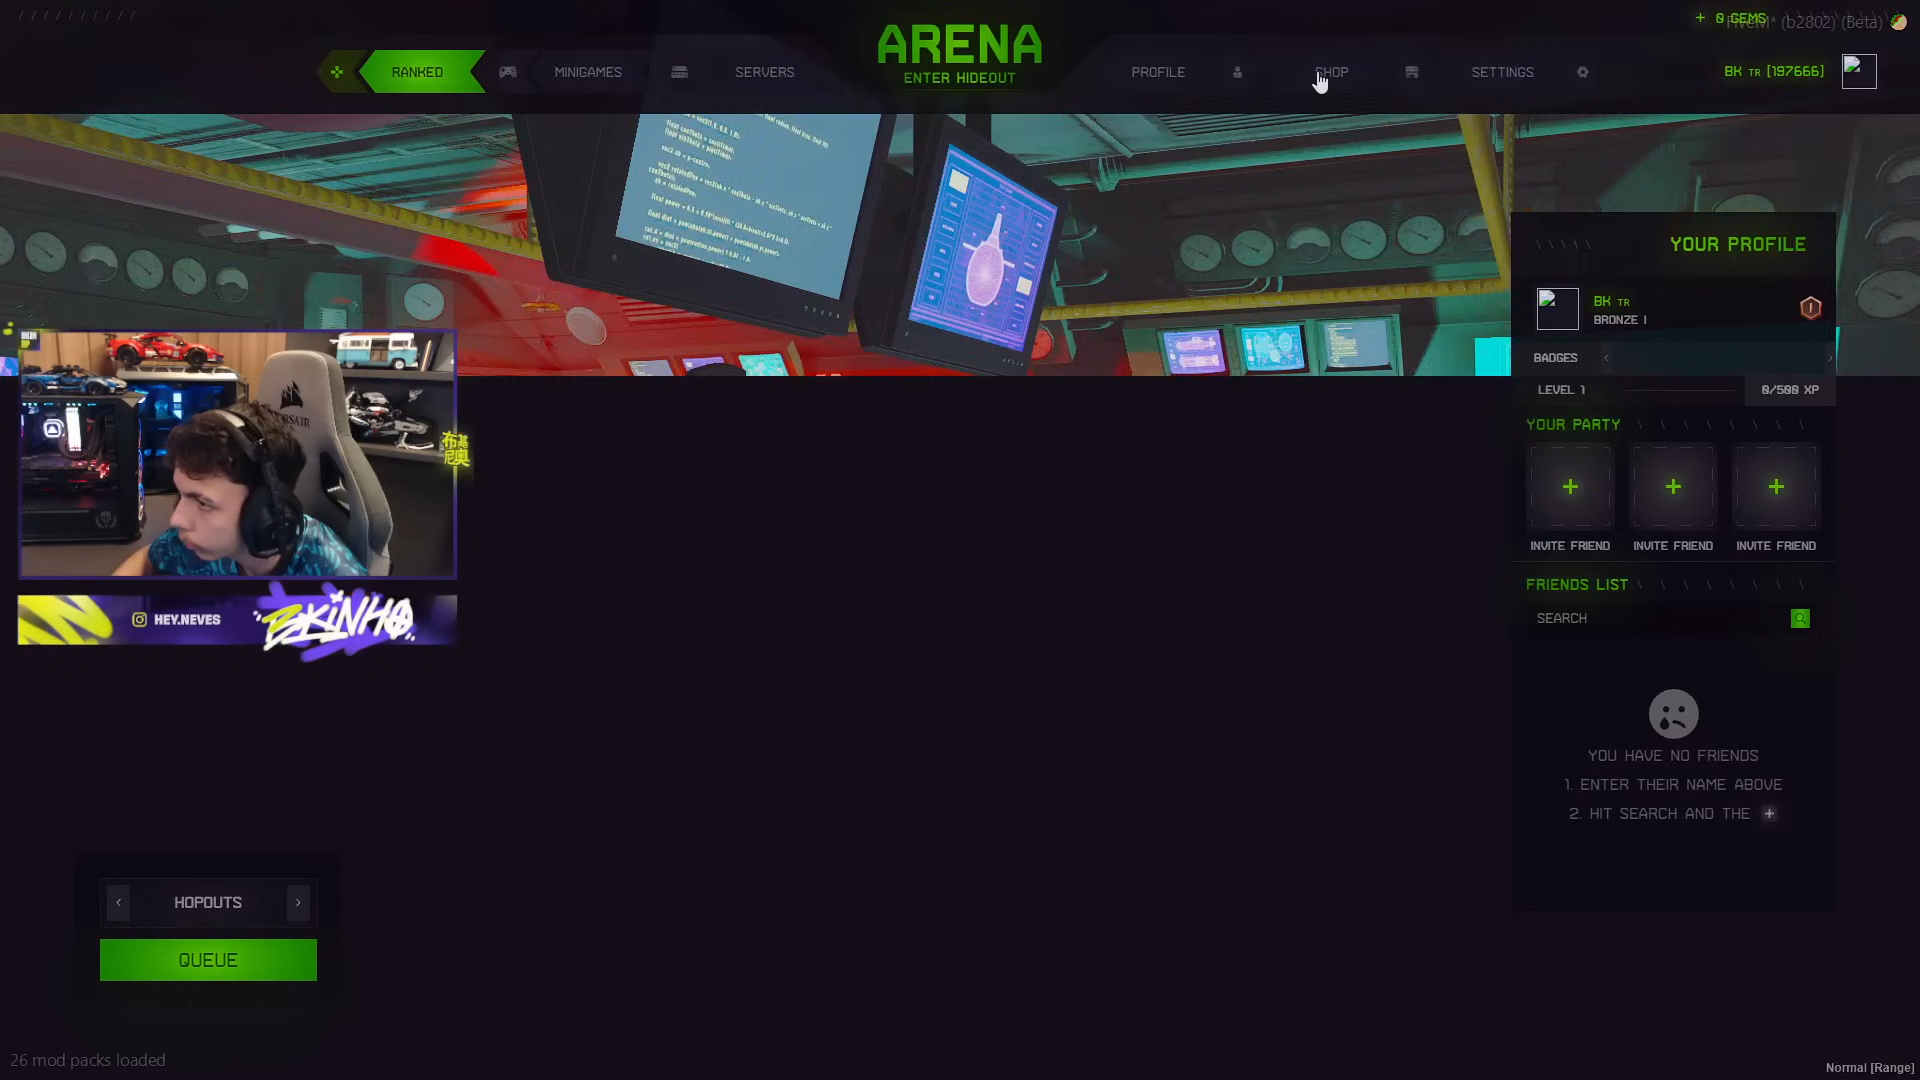 + 0 GEMS
(b2802) (Beta)
ARENA
ENTER HIDEOUT
RANKED
MINIGAMES
SERVERS
PROFILE
SHOP
SETTINGS
BK TR [197666]
YOUR PROFILE
BK TR
BRONZE I
BADGES
LEVEL 1
0/500 XP
YOUR PARTY
INVITE FRIEND
INVITE FRIEND
INVITE FRIEND
FRIENDS LIST
SEARCH
YOU HAVE NO FRIENDS
1. ENTER THEIR NAME ABOVE
2. HIT SEARCH AND THE +
HEY.NEVES
HOPOUTS
QUEUE
26 mod packs loaded
Normal [Range]